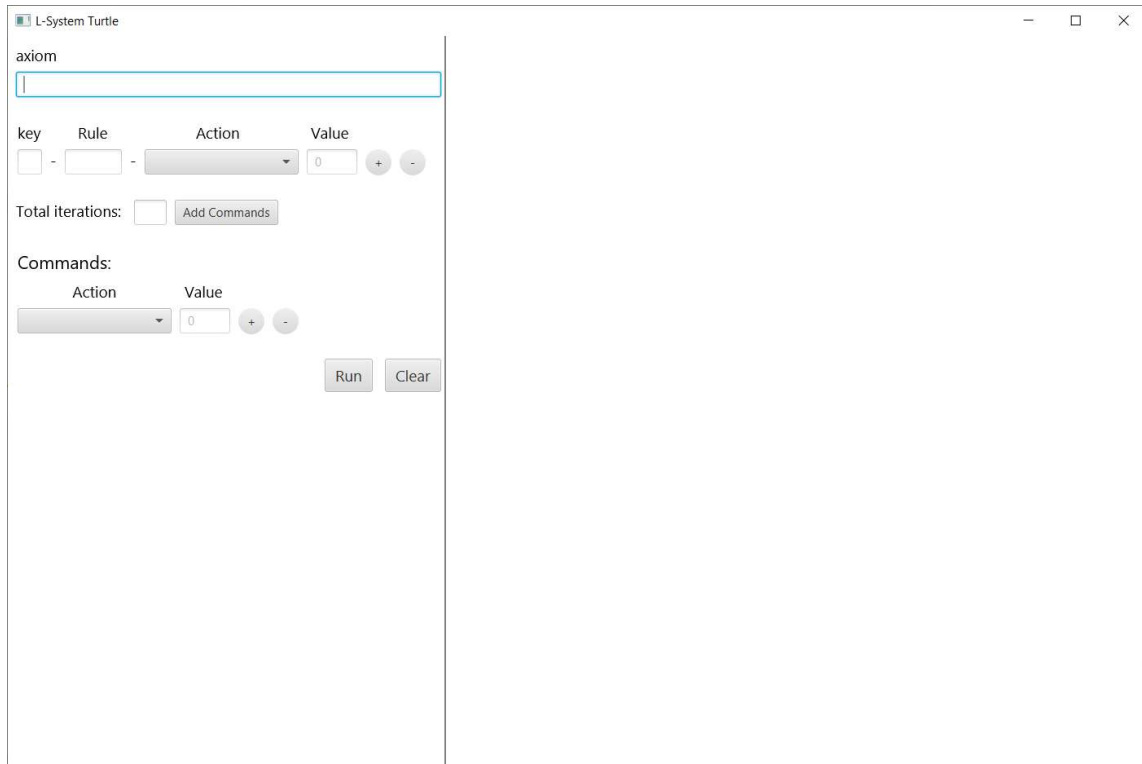 L-System Turtle
axiom
key Rule Action Value
- - 0 + -
Total iterations: Add Commands
Commands:
Action Value
0 + -
Run Clear